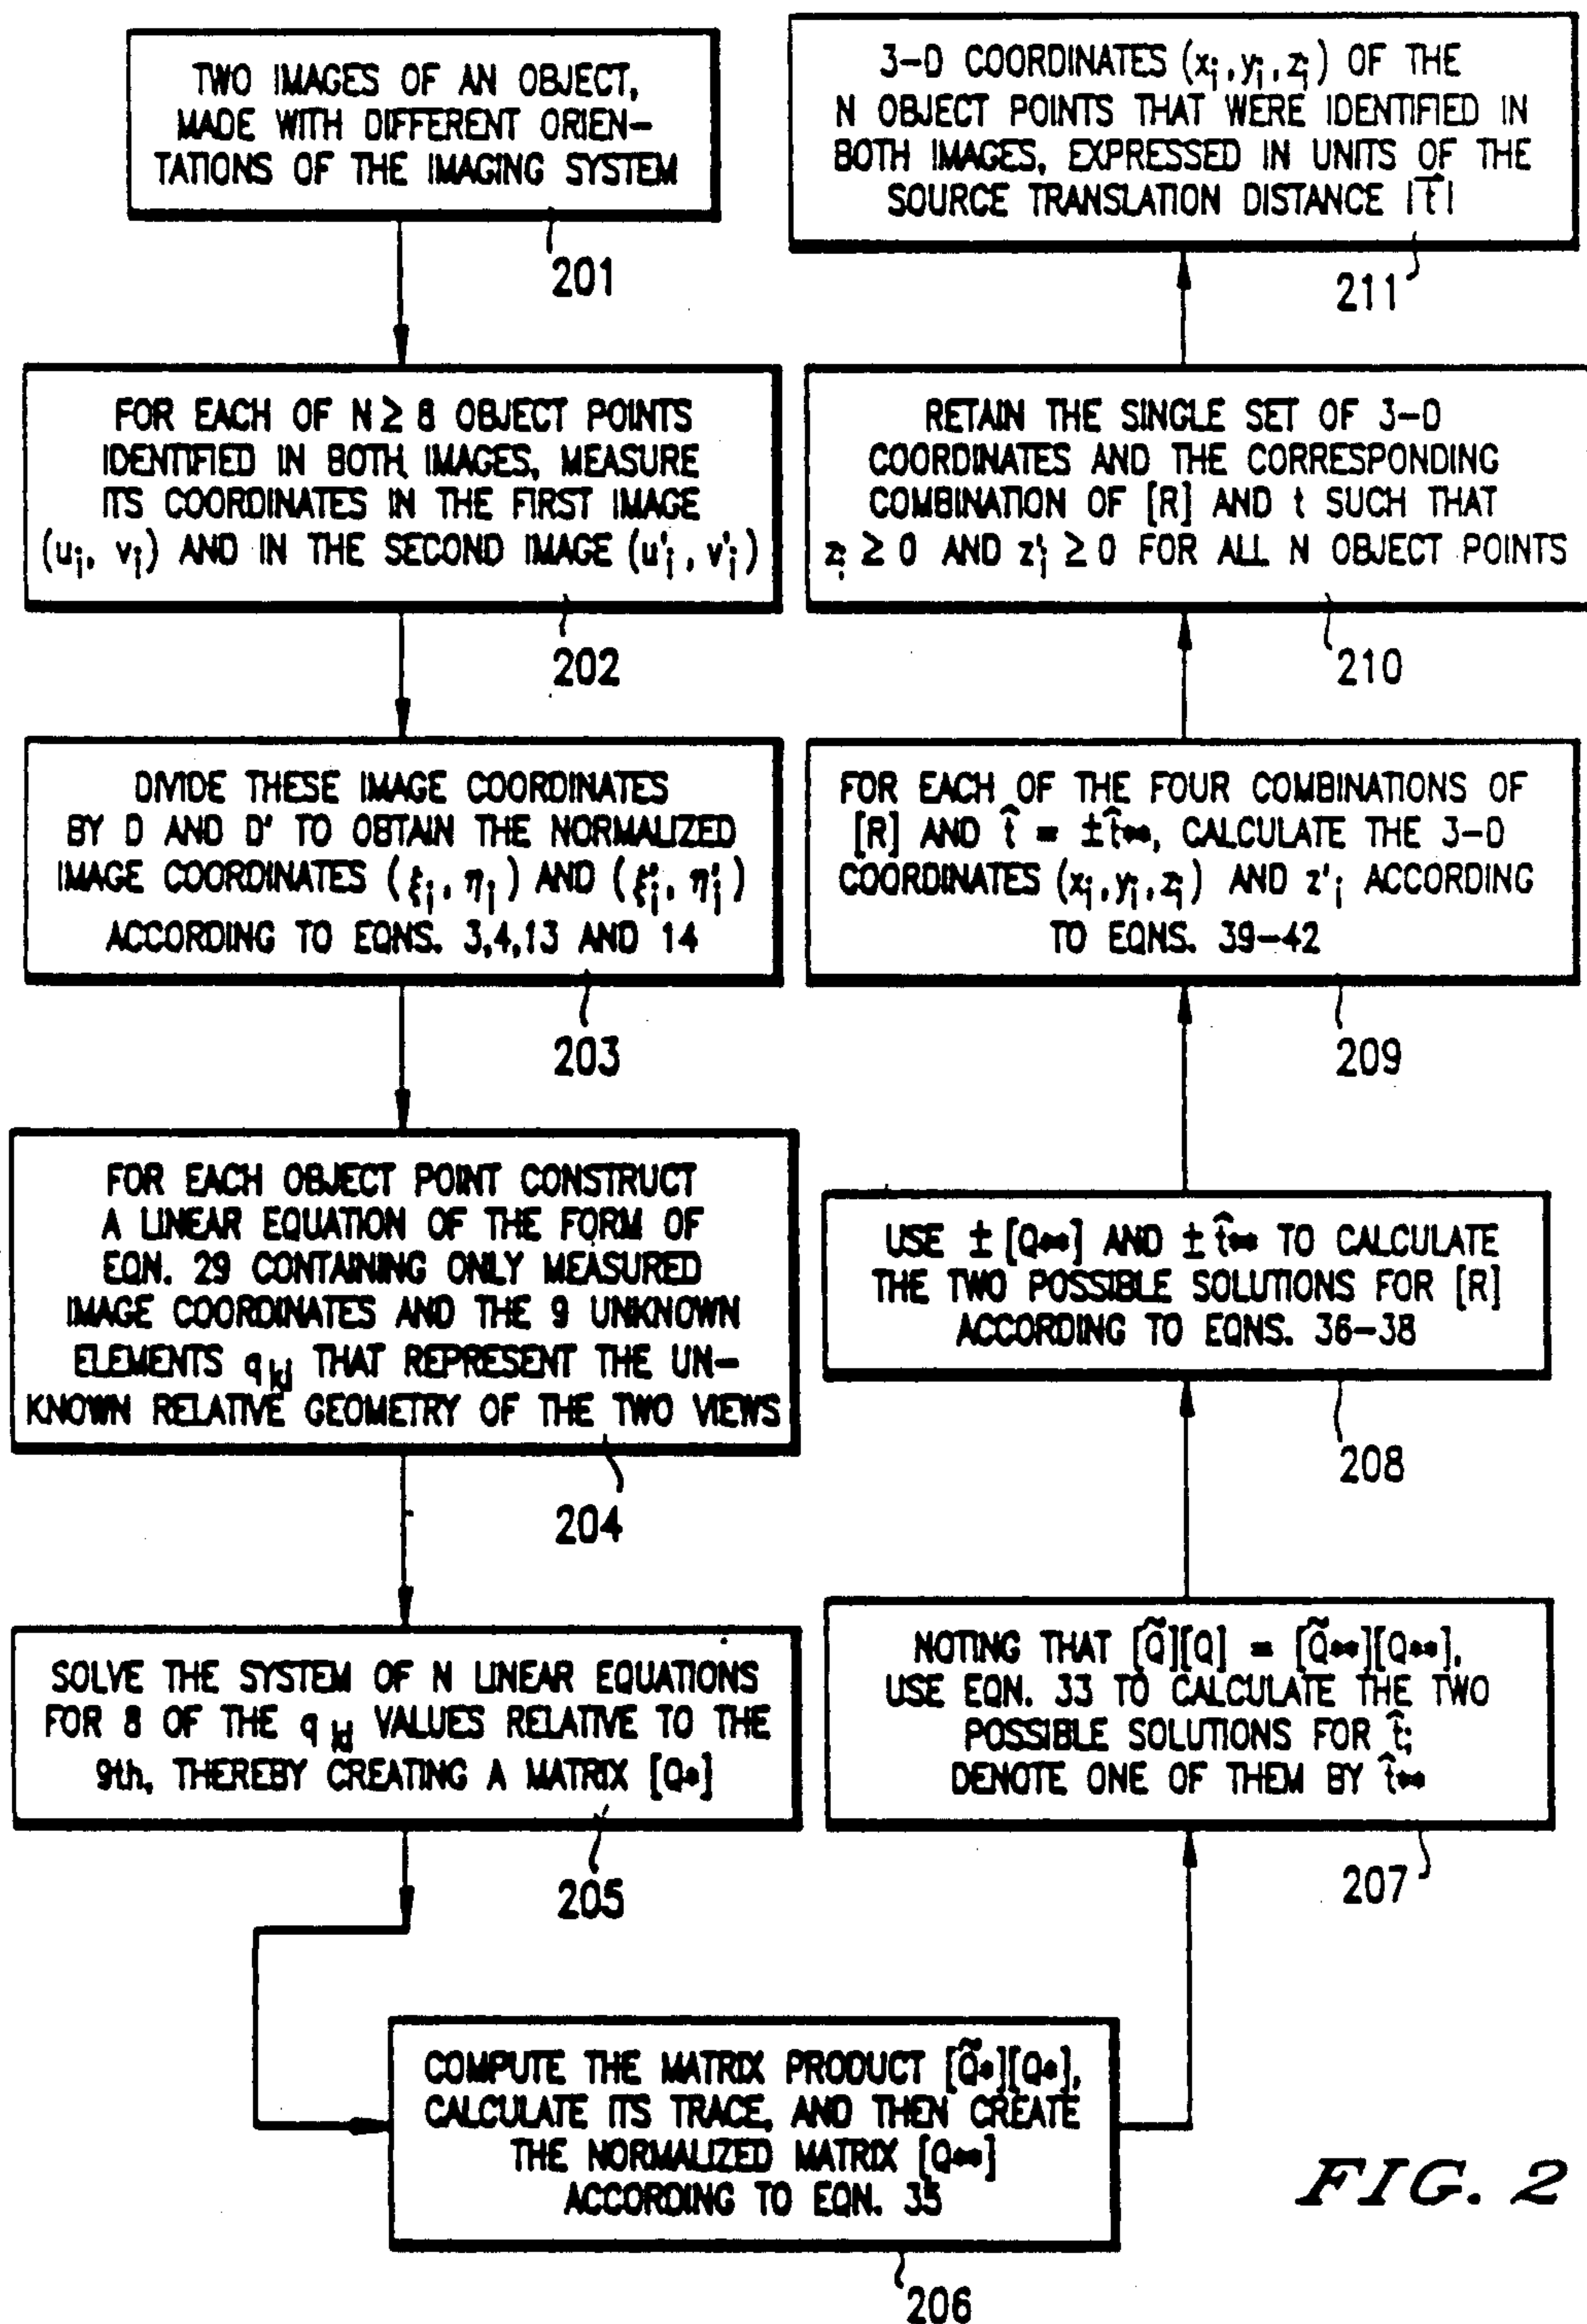 TWO IMAGES OF AN OBJECT,
MADE WITH DIFFERENT ORIEN-
TATIONS OF THE IMAGING SYSTEM
201
FOR EACH OF N ≥ 8 OBJECT POINTS
IDENTIFIED IN BOTH IMAGES, MEASURE
ITS COORDINATES IN THE FIRST IMAGE
(uᵢ, vᵢ) AND IN THE SECOND IMAGE (u'ᵢ, v'ᵢ)
202
DIVIDE THESE IMAGE COORDINATES
BY D AND D' TO OBTAIN THE NORMALIZED
IMAGE COORDINATES (ξᵢ, ηᵢ) AND (ξ'ᵢ, η'ᵢ)
ACCORDING TO EQNS. 3,4,13 AND 14
203
FOR EACH OBJECT POINT CONSTRUCT
A LINEAR EQUATION OF THE FORM OF
EQN. 29 CONTAINING ONLY MEASURED
IMAGE COORDINATES AND THE 9 UNKNOWN
ELEMENTS qₖₗ THAT REPRESENT THE UN-
KNOWN RELATIVE GEOMETRY OF THE TWO VIEWS
204
SOLVE THE SYSTEM OF N LINEAR EQUATIONS
FOR 8 OF THE qₖₗ VALUES RELATIVE TO THE
9th, THEREBY CREATING A MATRIX [Q*]
205
COMPUTE THE MATRIX PRODUCT [Q̃*][Q*],
CALCULATE ITS TRACE, AND THEN CREATE
THE NORMALIZED MATRIX [Q**]
ACCORDING TO EQN. 35
206
NOTING THAT [Q̃][Q] = [Q̃**][Q**],
USE EQN. 33 TO CALCULATE THE TWO
POSSIBLE SOLUTIONS FOR t̂;
DENOTE ONE OF THEM BY t̂**
207
USE ± [Q**] AND ± t̂** TO CALCULATE
THE TWO POSSIBLE SOLUTIONS FOR [R]
ACCORDING TO EQNS. 36-38
208
FOR EACH OF THE FOUR COMBINATIONS OF
[R] AND t̂ = ±t̂**, CALCULATE THE 3-D
COORDINATES (xᵢ,yᵢ,zᵢ) AND z'ᵢ ACCORDING
TO EQNS. 39-42
209
RETAIN THE SINGLE SET OF 3-D
COORDINATES AND THE CORRESPONDING
COMBINATION OF [R] AND t SUCH THAT
zᵢ ≥ 0 AND z'ᵢ ≥ 0 FOR ALL N OBJECT POINTS
210
3-D COORDINATES (xᵢ,yᵢ,zᵢ) OF THE
N OBJECT POINTS THAT WERE IDENTIFIED IN
BOTH IMAGES, EXPRESSED IN UNITS OF THE
SOURCE TRANSLATION DISTANCE |t⃗|
211
FIG. 2